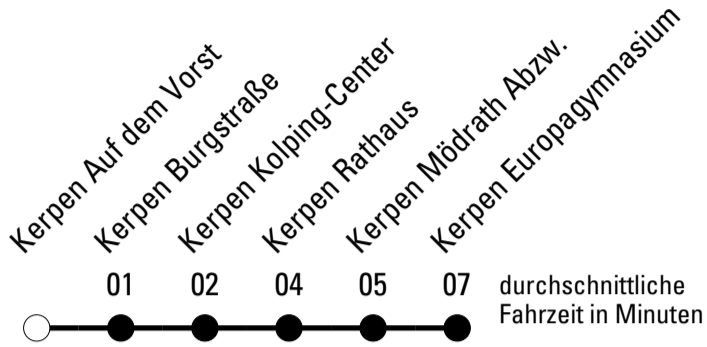 Kerpen Auf dem Vorst
Kerpen Burgstraße
Kerpen Kolping-Center
Kerpen Rathaus
Kerpen Mödrath Abzw.
Kerpen Europagymnasium
01 02 04 05 07
durchschnittliche
Fahrzeit in Minuten